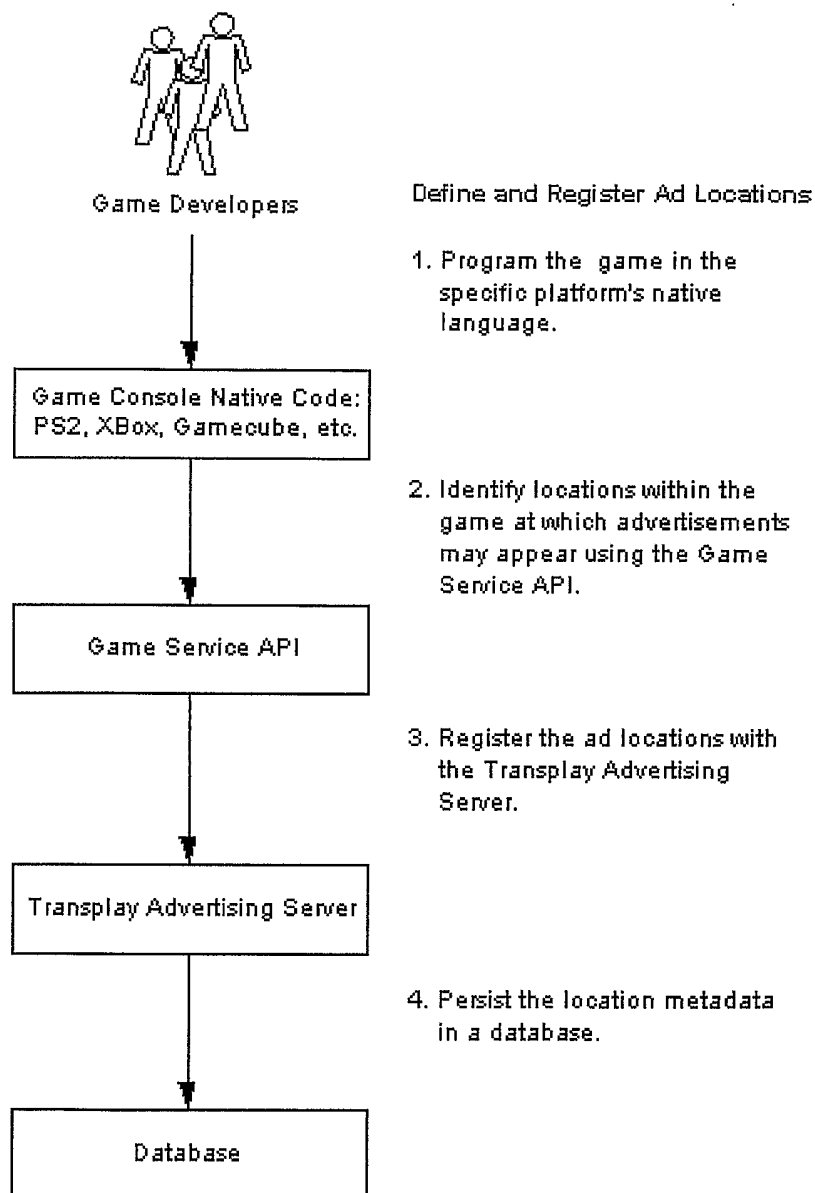 Game Developers
Define and Register Ad Locations
1. Program the game in the
specific platform's native
language.
Game Console Native Code:
PS2, XBox, Gamecube, etc.
2. Identify locations within the
game at which advertisements
may appear using the Game
Service API.
Game Service API
3. Register the ad locations with
the Transplay Advertising
Server.
Transplay Advertising Server
4. Persist the location metadata
in a database.
Database